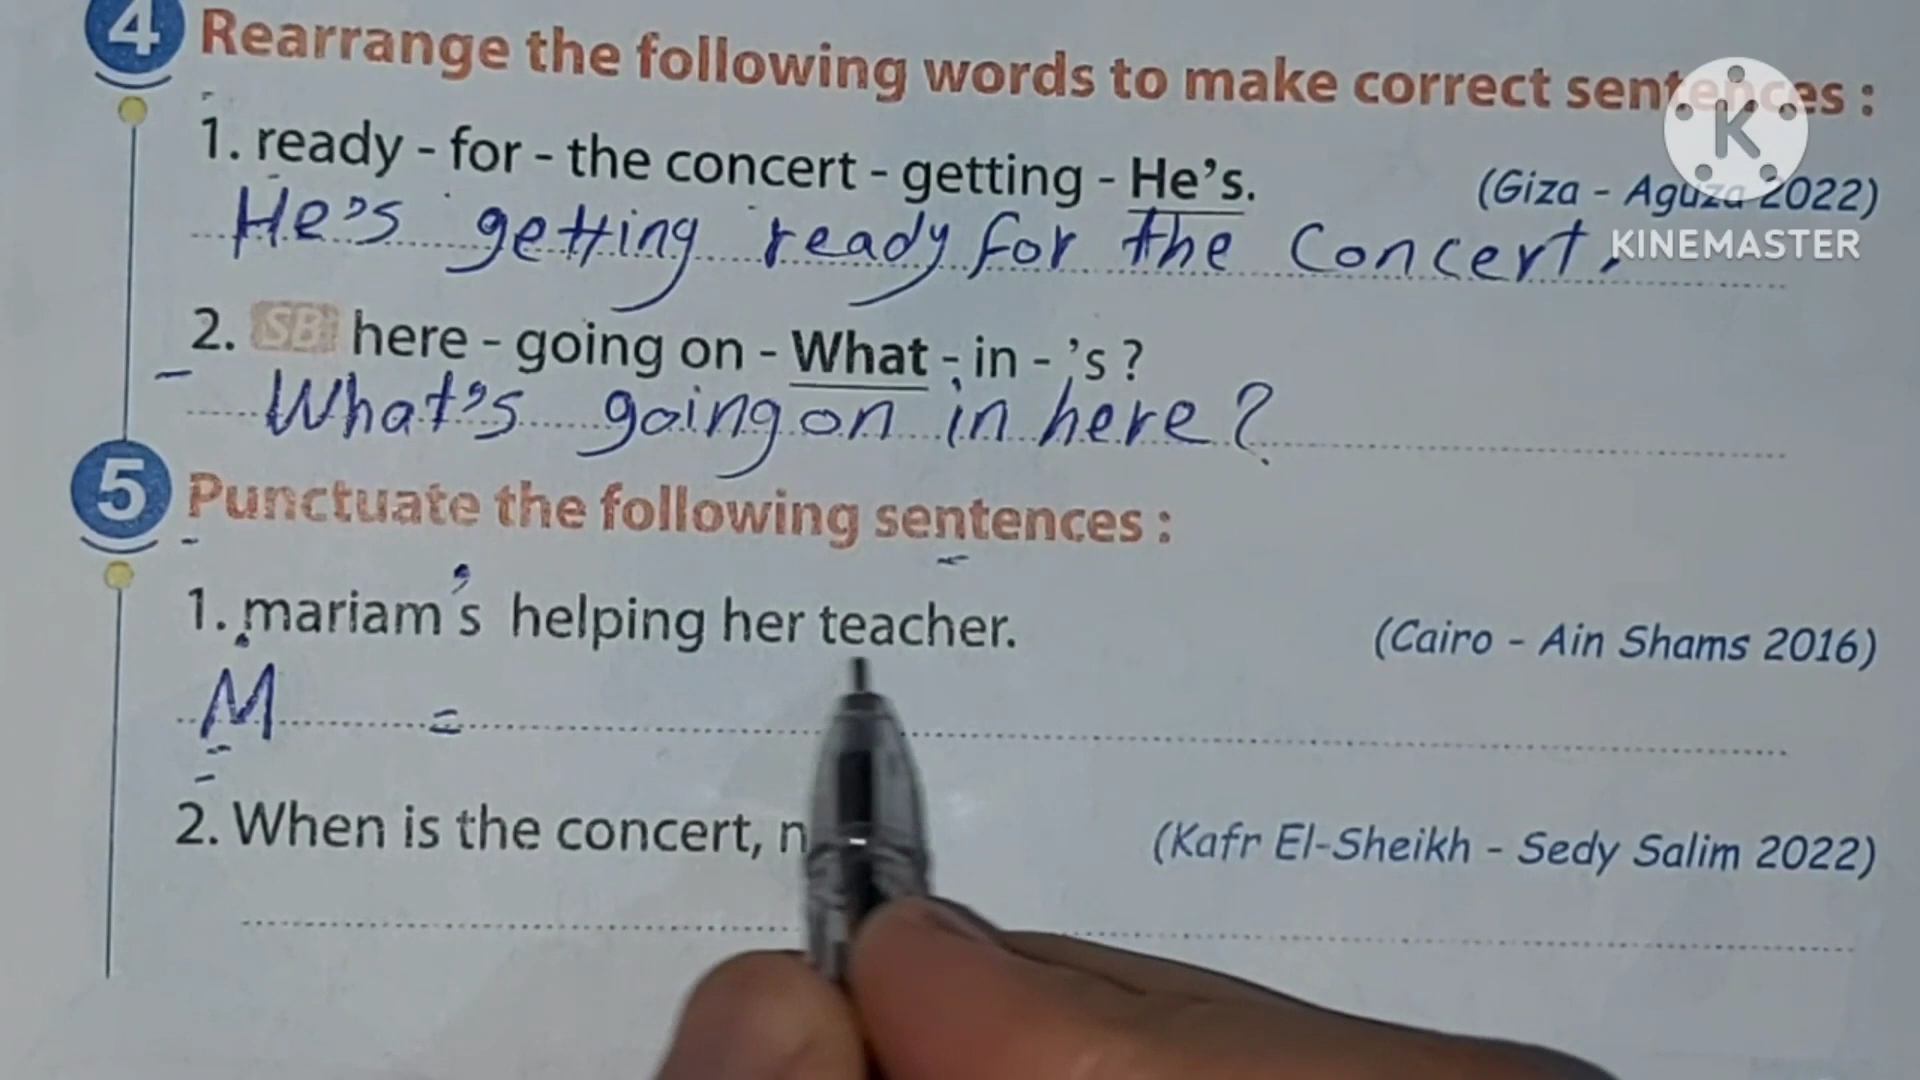 4 Rearrange the following words to make correct sentences :
1. ready - for - the concert - getting - He's. (Giza - Aguza 2022)
He's getting ready for the concert.
KINEMASTER
2. SB here - going on - What - in - 's ?
What's going on in here?
5 Punctuate the following sentences :
1. mariam's helping her teacher. (Cairo - Ain Shams 2016)
M =
2. When is the concert, (Kafr El-Sheikh - Sedy Salim 2022)